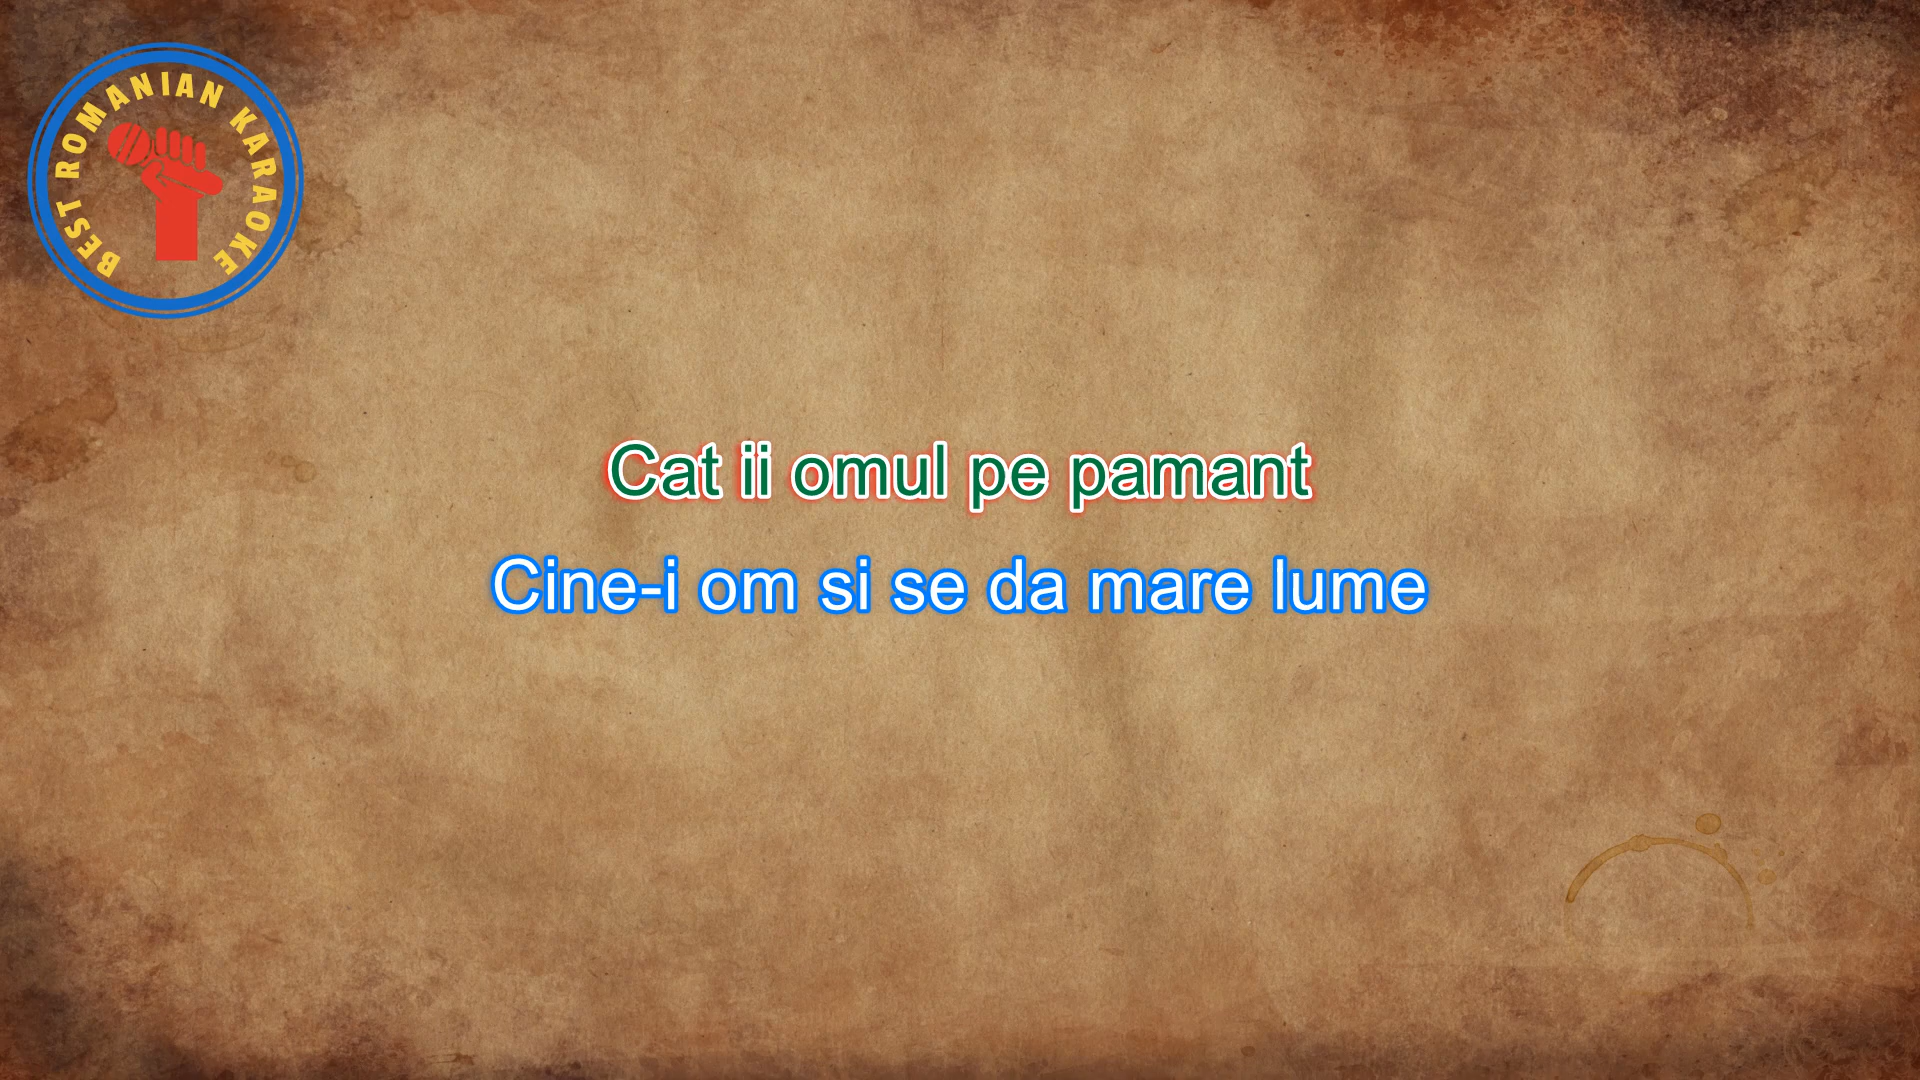 BEST ROMANIAN KARAOKE
Cat ii omul pe pamant
Cine-i om si se da mare lume